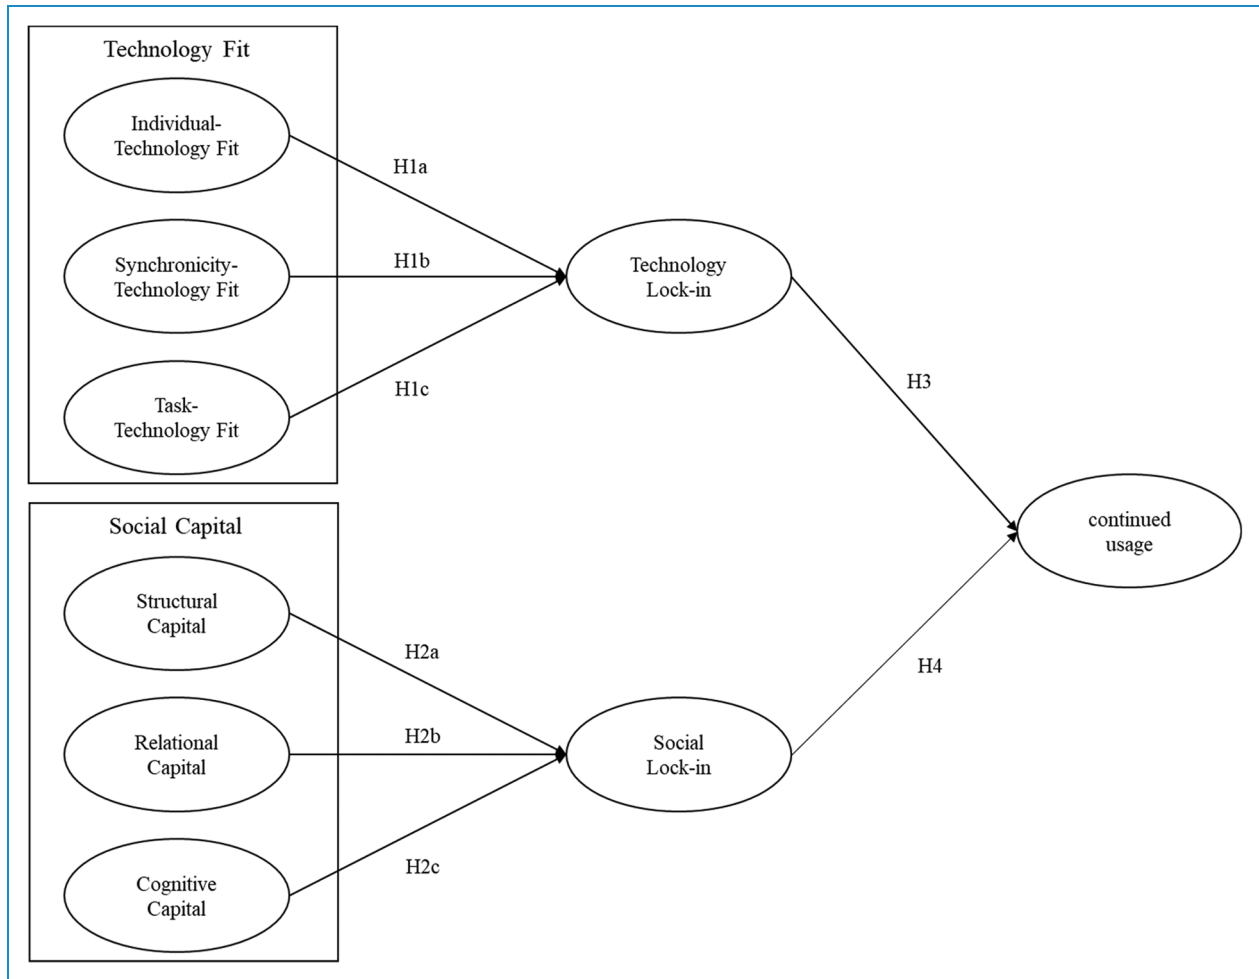 Technology Fit
Individual-
Technology Fit
H1a
Synchronicity-
Technology Fit
H1b
Technology
Lock-in
Task-
Technology Fit
H1c
H3
continued
usage
Social Capital
Structural
Capital
H2a
Relational
Capital
H2b
Social
Lock-in
H4
Cognitive
Capital
H2c